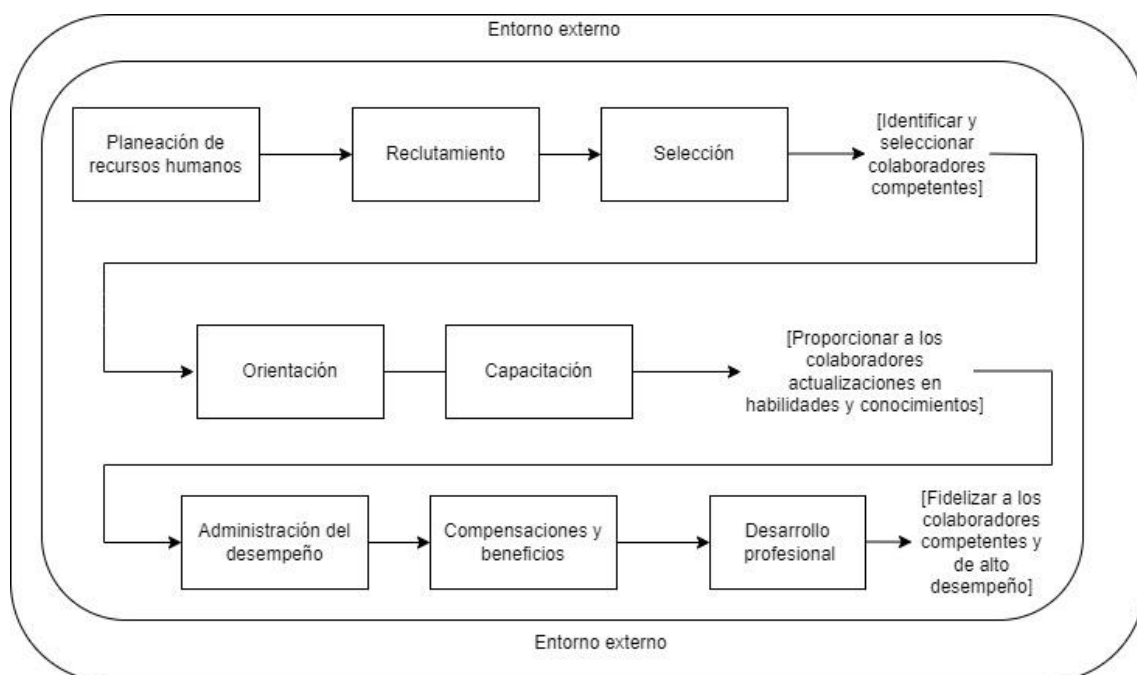 Entorno externo
Planeación de
recursos humanos
Reclutamiento
Selección
[Identificar y
seleccionar
colaboradores
competentes]
Orientación
Capacitación
[Proporcionar a los
colaboradores
actualizaciones en
habilidades y conocimientos]
Administración del
desempeño
Compensaciones y
beneficios
Desarrollo
profesional
[Fidelizar a los
colaboradores
competentes y
de alto
desempeño]
Entorno externo